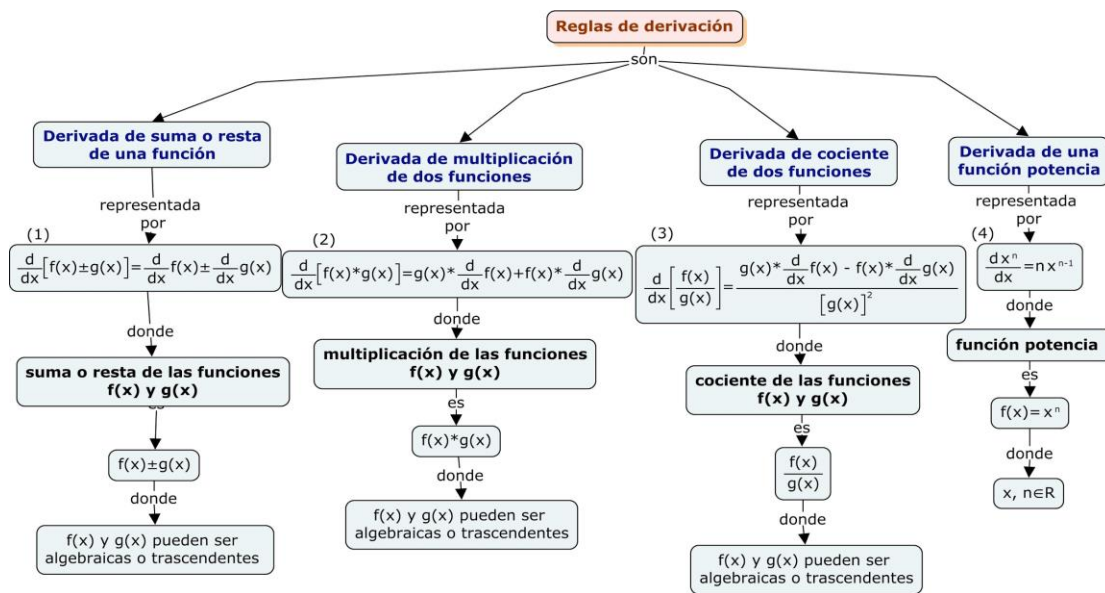 Reglas de derivación
son
Derivada de suma o resta
de una función
representada
por
(1)
d/dx[f(x)±g(x)]=d/dx f(x)± d/dx g(x)
donde
suma o resta de las funciones
f(x) y g(x)
es
f(x)±g(x)
donde
f(x) y g(x) pueden ser
algebraicas o trascendentes
Derivada de multiplicación
de dos funciones
representada
por
(2)
d/dx[f(x)*g(x)]=g(x)* d/dx f(x)+f(x)* d/dx g(x)
donde
multiplicación de las funciones
f(x) y g(x)
es
f(x)*g(x)
donde
f(x) y g(x) pueden ser
algebraicas o trascendentes
Derivada de cociente
de dos funciones
representada
por
(3)
d/dx[f(x)/g(x)]=(g(x)* d/dx f(x) - f(x)* d/dx g(x))/[g(x)]²
donde
cociente de las funciones
f(x) y g(x)
es
f(x)
g(x)
donde
f(x) y g(x) pueden ser
algebraicas o trascendentes
Derivada de una
función potencia
representada
por
(4)
d xⁿ/dx=n xⁿ⁻¹
donde
función potencia
es
f(x)=xⁿ
donde
x, n∈R